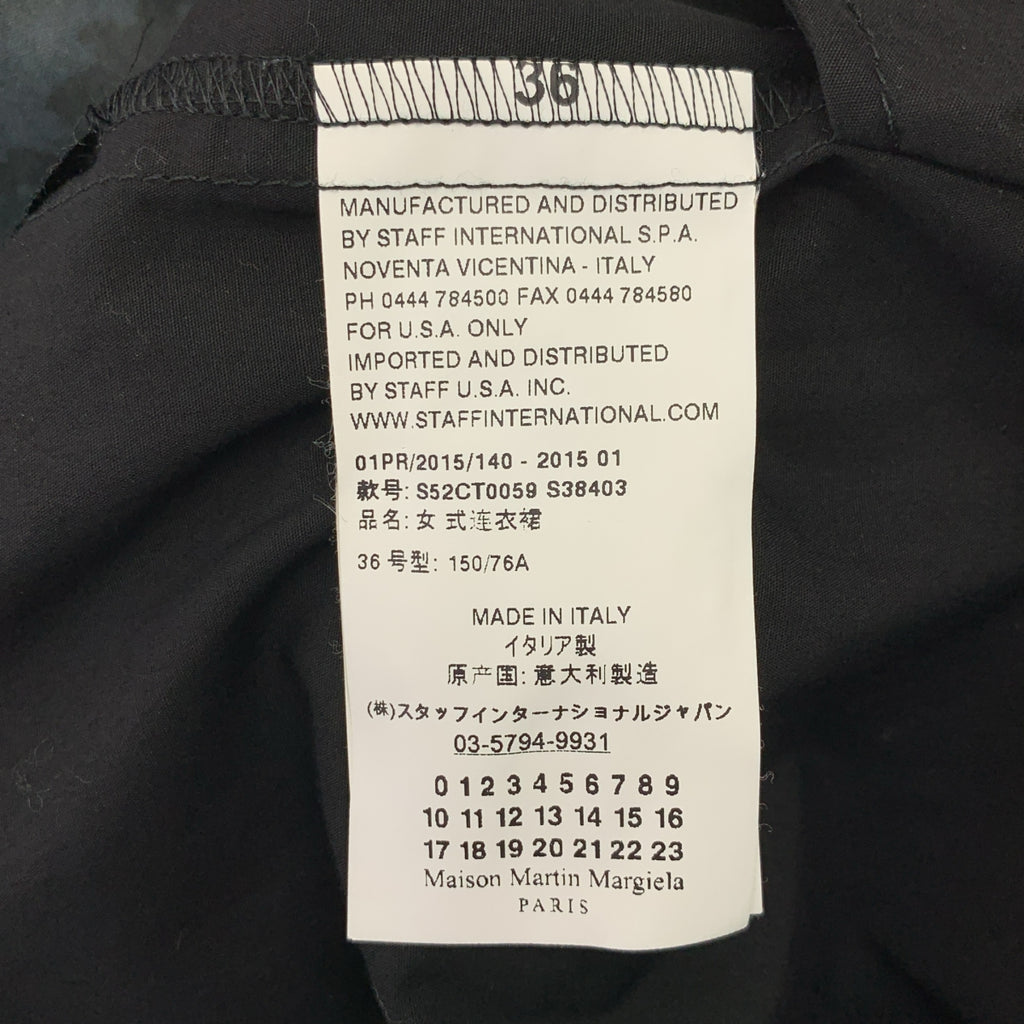 36
MANUFACTURED AND DISTRIBUTED
BY STAFF INTERNATIONAL S.P.A.
NOVENTA VICENTINA - ITALY
PH 0444 784500 FAX 0444 784580
FOR U.S.A. ONLY
IMPORTED AND DISTRIBUTED
BY STAFF U.S.A. INC.
WWW.STAFFINTERNATIONAL.COM
01PR/2015/140 - 2015 01
款号: S52CT0059 S38403
品名: 女 式连衣裙
36 号型: 150/76A
MADE IN ITALY
イタリア製
原产国: 意大利製造
(株)スタッフインターナショナルジャパン
03-5794-9931
0 1 2 3 4 5 6 7 8 9
10 11 12 13 14 15 16
17 18 19 20 21 22 23
Maison Martin Margiela
PARIS